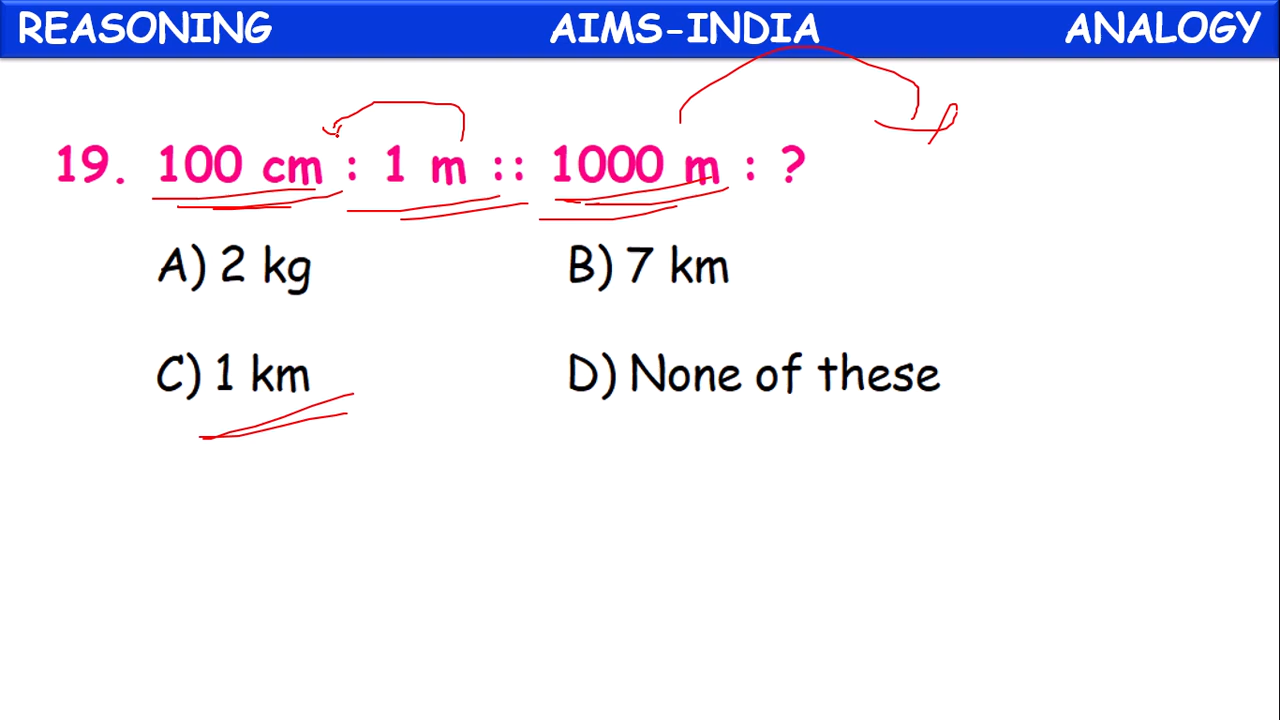 REASONING AIMS-INDIA ANALOGY
19. 100 cm : 1 m :: 1000 m : ?
A) 2 kg B) 7 km
C) 1 km D) None of these